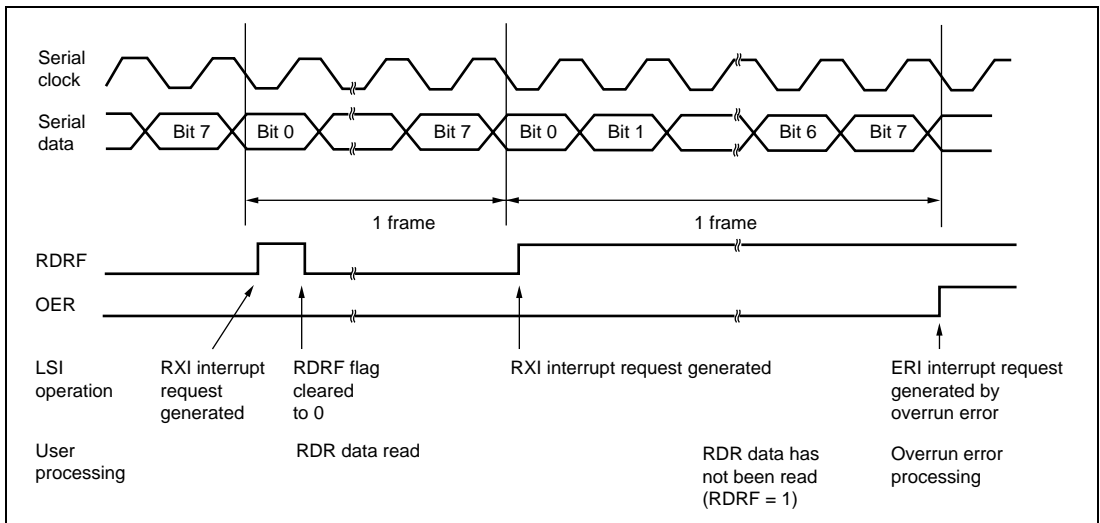 Serial
clock
Serial
data
Bit 7 Bit 0 Bit 7 Bit 0 Bit 1 Bit 6 Bit 7
1 frame 1 frame
RDRF
OER
LSI
operation
RXI interrupt
request
generated
RDRF flag
cleared
to 0
RXI interrupt request generated
ERI interrupt request
generated by
overrun error
User
processing
RDR data read
RDR data has
not been read
(RDRF = 1)
Overrun error
processing